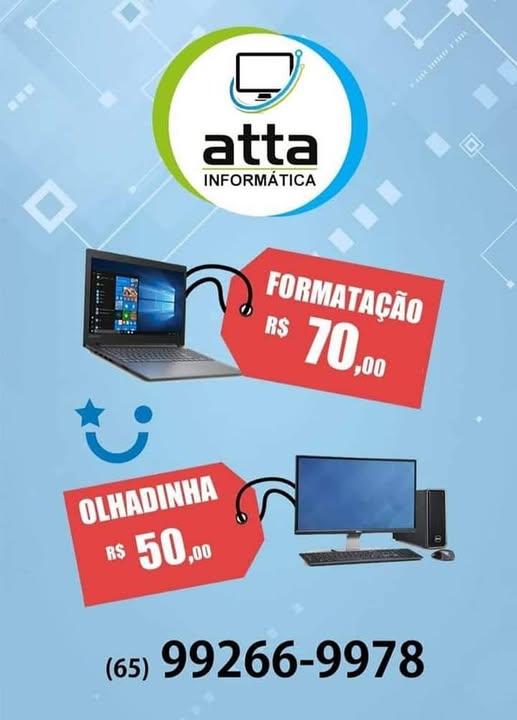 atta
INFORMÁTICA
FORMATAÇÃO
R$ 70,00
OLHADINHA
R$ 50,00
(65) 99266-9978